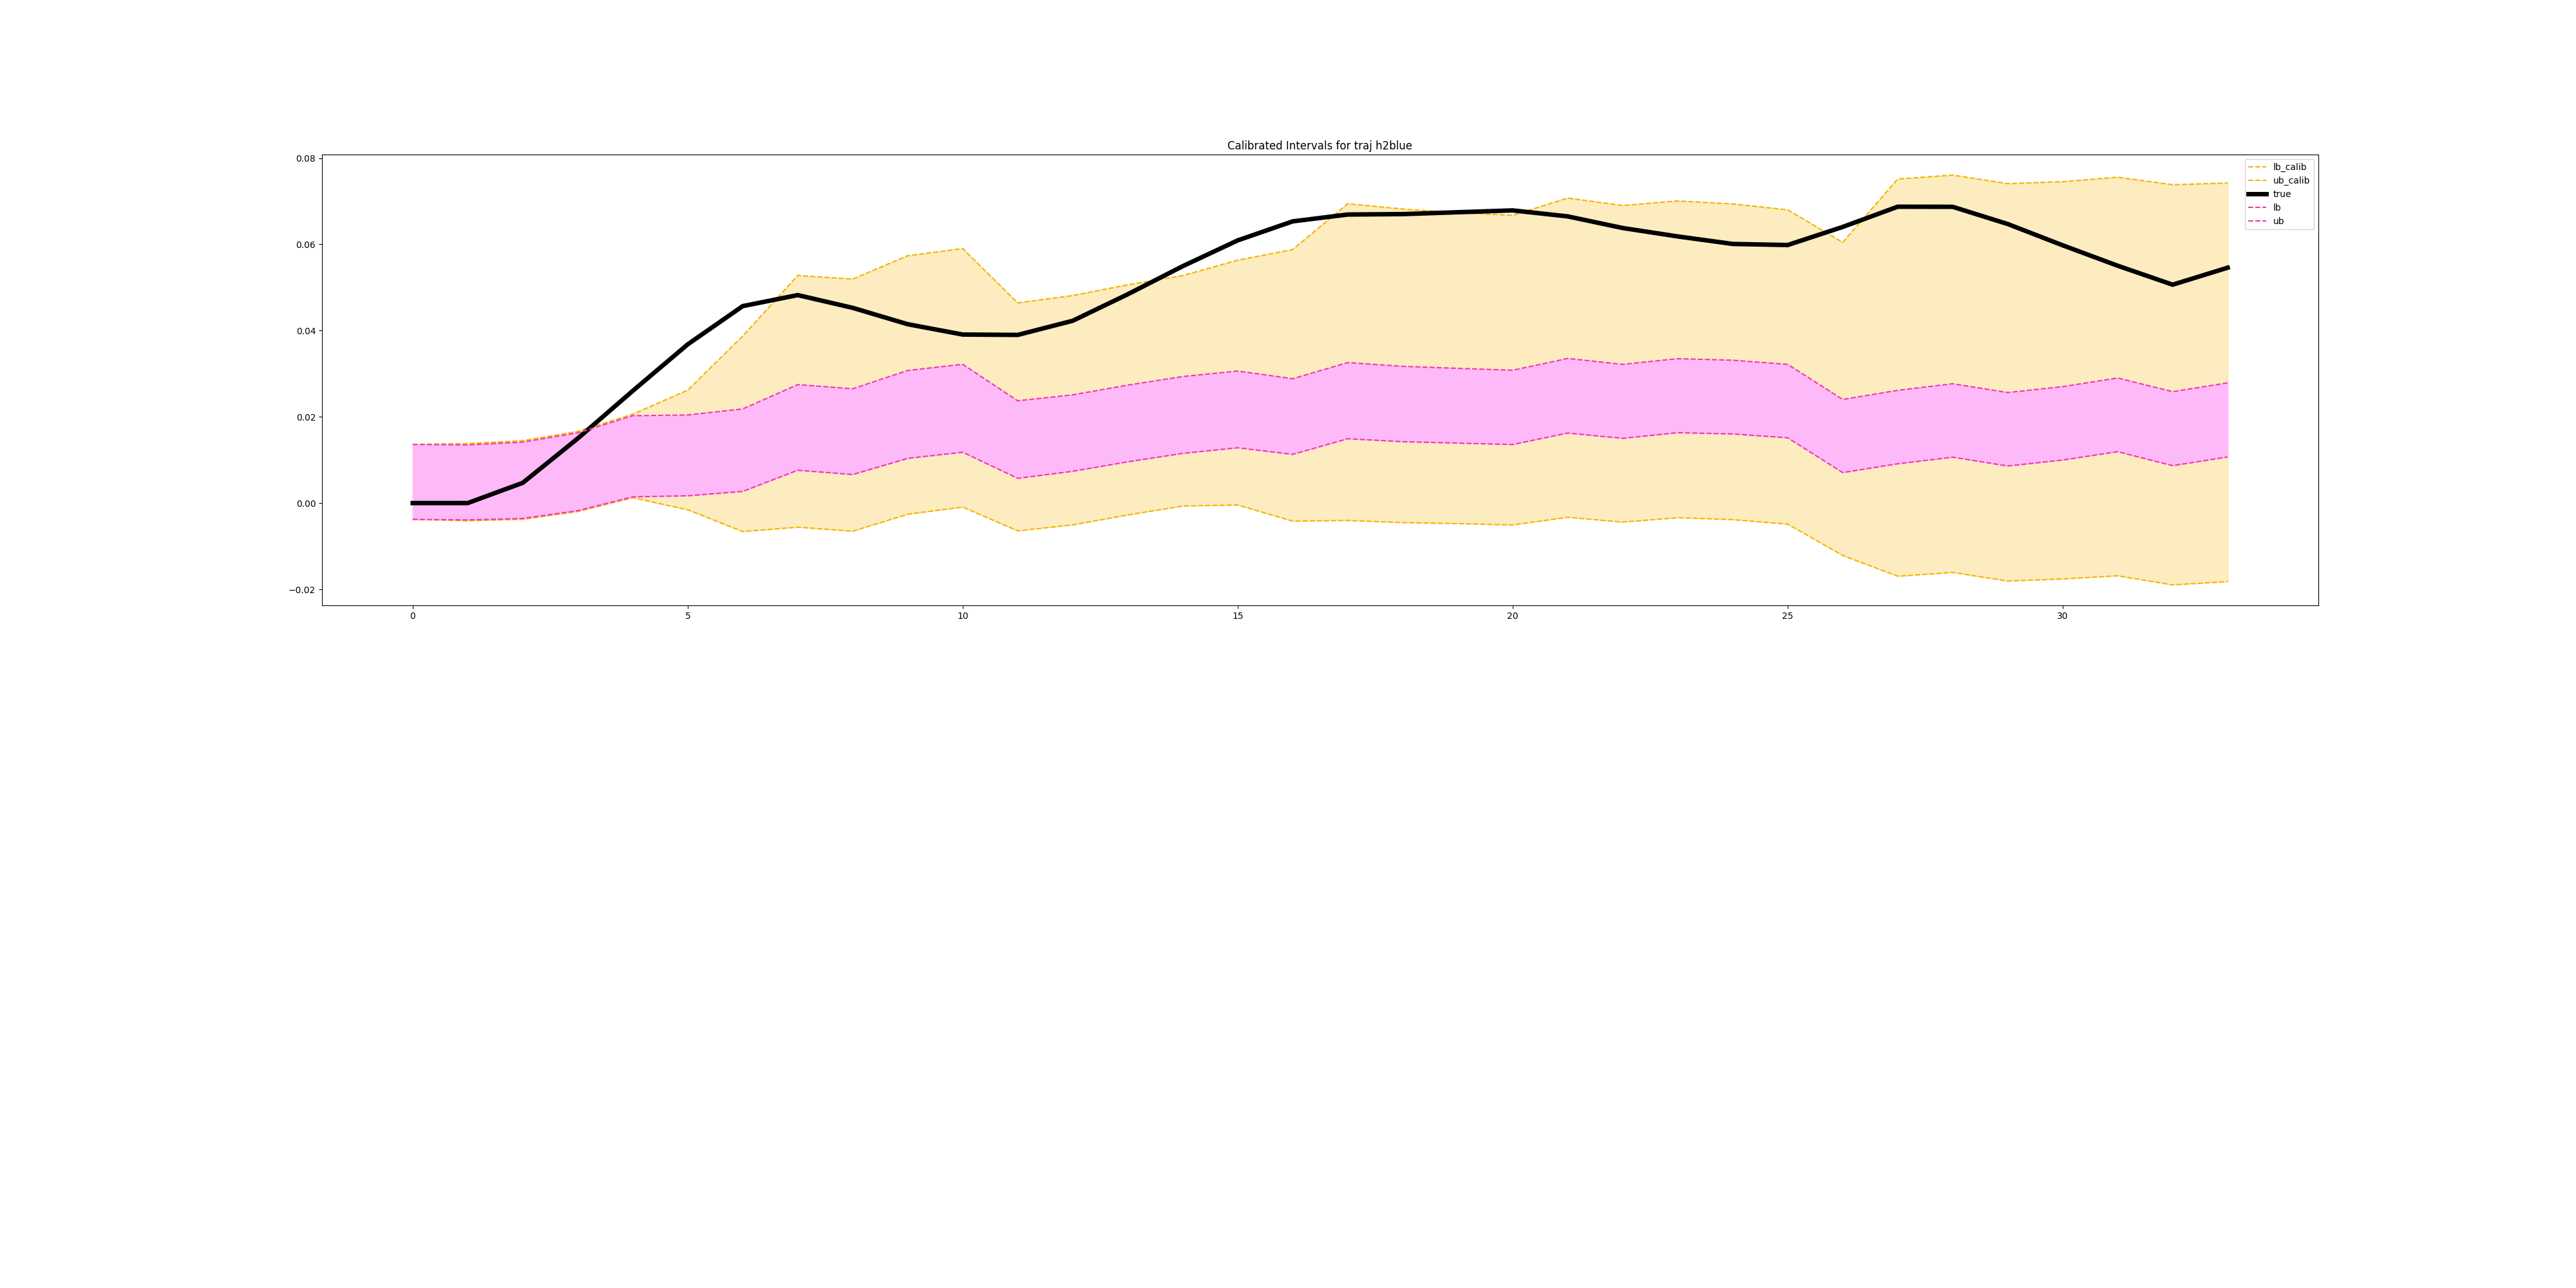 Calibrated Intervals for traj h2blue
0.08
0.06
0.04
0.02
0.00
−0.02
0 5 10 15 20 25 30
lb_calib
ub_calib
true
lb
ub